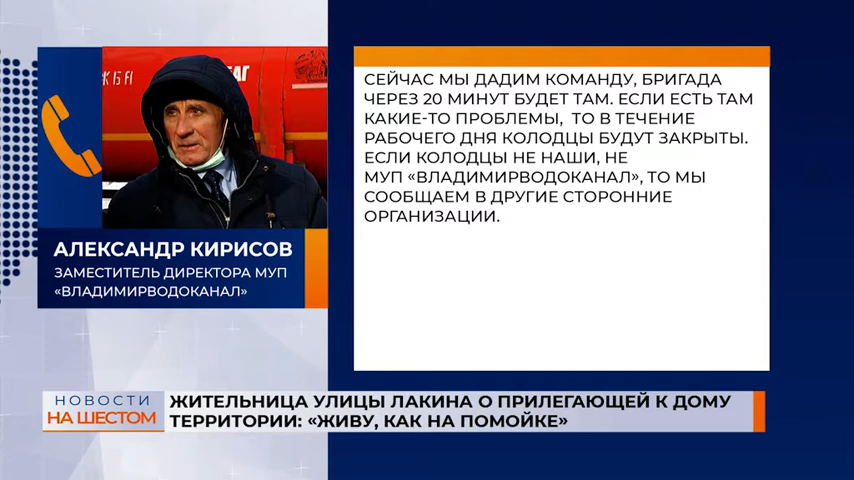 СЕЙЧАС МЫ ДАДИМ КОМАНДУ, БРИГАДА
ЧЕРЕЗ 20 МИНУТ БУДЕТ ТАМ. ЕСЛИ ЕСТЬ ТАМ
КАКИЕ-ТО ПРОБЛЕМЫ, ТО В ТЕЧЕНИЕ
РАБОЧЕГО ДНЯ КОЛОДЦЫ БУДУТ ЗАКРЫТЫ.
ЕСЛИ КОЛОДЦЫ НЕ НАШИ, НЕ
МУП «ВЛАДИМИРВОДОКАНАЛ», ТО МЫ
СООБЩАЕМ В ДРУГИЕ СТОРОННИЕ
ОРГАНИЗАЦИИ.
АЛЕКСАНДР КИРИСОВ
ЗАМЕСТИТЕЛЬ ДИРЕКТОРА МУП
«ВЛАДИМИРВОДОКАНАЛ»
НОВОСТИ
НА ШЕСТОМ
ЖИТЕЛЬНИЦА УЛИЦЫ ЛАКИНА О ПРИЛЕГАЮЩЕЙ К ДОМУ
ТЕРРИТОРИИ: «ЖИВУ, КАК НА ПОМОЙКЕ»